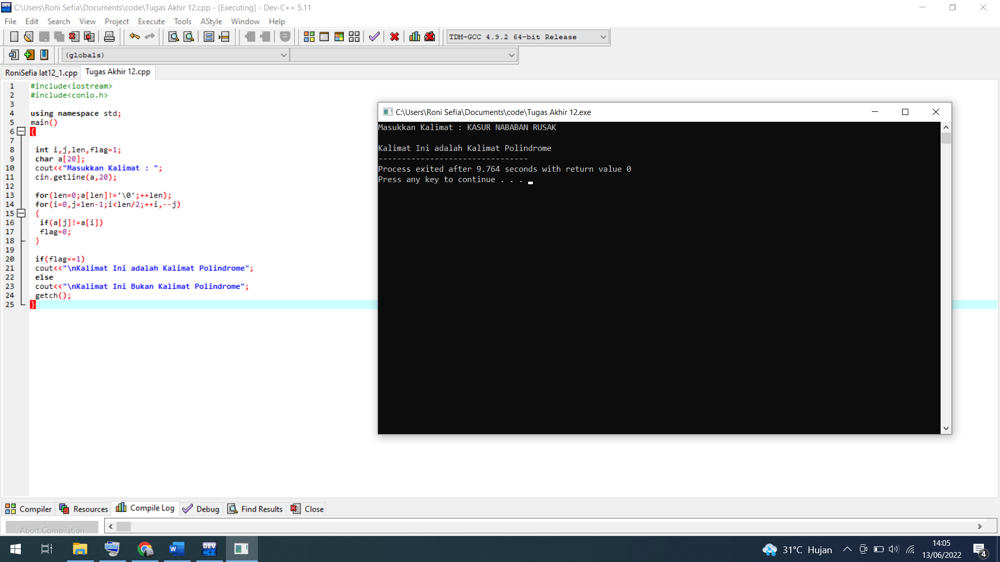 C:\Users\Roni Sefia\Documents\code\Tugas Akhir 12.cpp - [Executing] - Dev-C++ 5.11
File Edit Search View Project Execute Tools AStyle Window Help
TDM-GCC 4.9.2 64-bit Release
(globals)
RoniSefia lat12_1.cpp Tugas Akhir 12.cpp
1 #include<iostream>
2 #include<conio.h>
3
4 using namespace std;
5 main()
6 {
7
8 int i,j,len,flag=1;
9 char a[20];
10 cout<<"Masukkan Kalimat : ";
11 cin.getline(a,20);
12
13 for(len=0;a[len]!='\0';++len);
14 for(i=0,j=len-1;i<len/2;++i,--j)
15 {
16 if(a[j]!=a[i])
17 flag=0;
18 }
19
20 if(flag==1)
21 cout<<"\nKalimat Ini adalah Kalimat Polindrome";
22 else
23 cout<<"\nKalimat Ini Bukan Kalimat Polindrome";
24 getch();
25 }
C:\Users\Roni Sefia\Documents\code\Tugas Akhir 12.exe
Masukkan Kalimat : KASUR NABABAN RUSAK
Kalimat Ini adalah Kalimat Polindrome
--------------------------------
Process exited after 9.764 seconds with return value 0
Press any key to continue . . .
Compiler Resources Compile Log Debug Find Results Close
Abort Compilation
DEV C++
31°C Hujan
14:05
13/06/2022
4